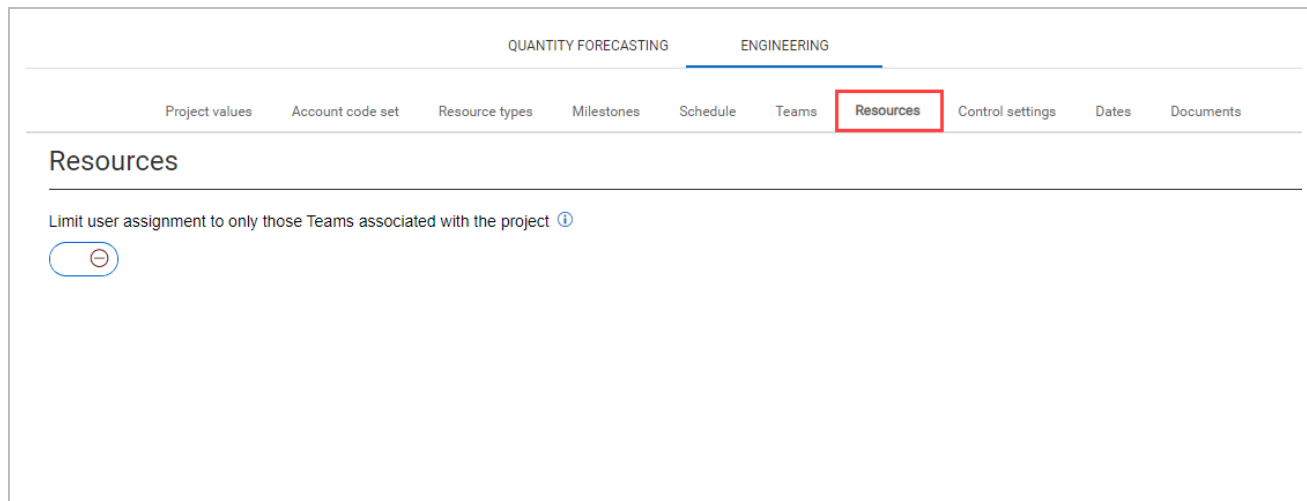 QUANTITY FORECASTING ENGINEERING
Project values Account code set Resource types Milestones Schedule Teams Resources Control settings Dates Documents
Resources
Limit user assignment to only those Teams associated with the project